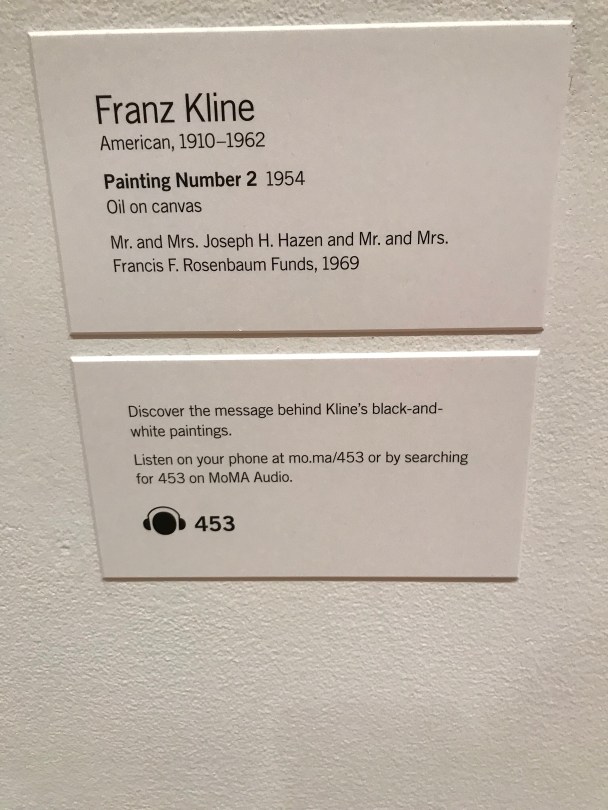 Franz Kline
American, 1910–1962
Painting Number 2 1954
Oil on canvas
Mr. and Mrs. Joseph H. Hazen and Mr. and Mrs.
Francis F. Rosenbaum Funds, 1969
Discover the message behind Kline's black-and-
white paintings.
Listen on your phone at mo.ma/453 or by searching
for 453 on MoMA Audio.
453